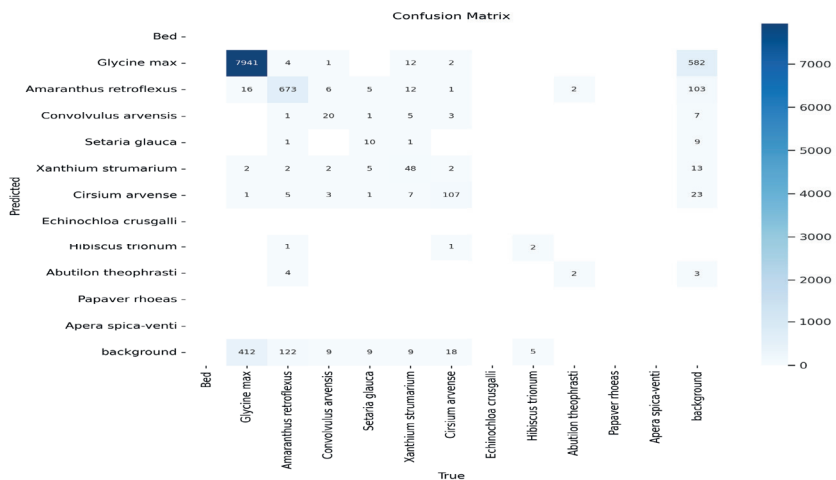 Confusion Matrix
Bed
Glycine max 7941 4 1 12 2 582
Amaranthus retroflexus 16 673 6 5 12 1 2 103
Convolvulus arvensis 1 20 1 5 3 7
Setaria glauca 1 10 1 9
Xanthium strumarium 2 2 2 5 48 2 13
Cirsium arvense 1 5 3 1 7 107 23
Echinochloa crusgalli
Hibiscus trionum 1 1 2
Abutilon theophrasti 4 2 3
Papaver rhoeas
Apera spica-venti
background 412 122 9 9 9 18 5
Predicted
Bed
Glycine max
Amaranthus retroflexus
Convolvulus arvensis
Setaria glauca
Xanthium strumarium
Cirsium arvense
Echinochloa crusgalli
Hibiscus trionum
Abutilon theophrasti
Papaver rhoeas
Apera spica-venti
background
True
7000
6000
5000
4000
3000
2000
1000
0